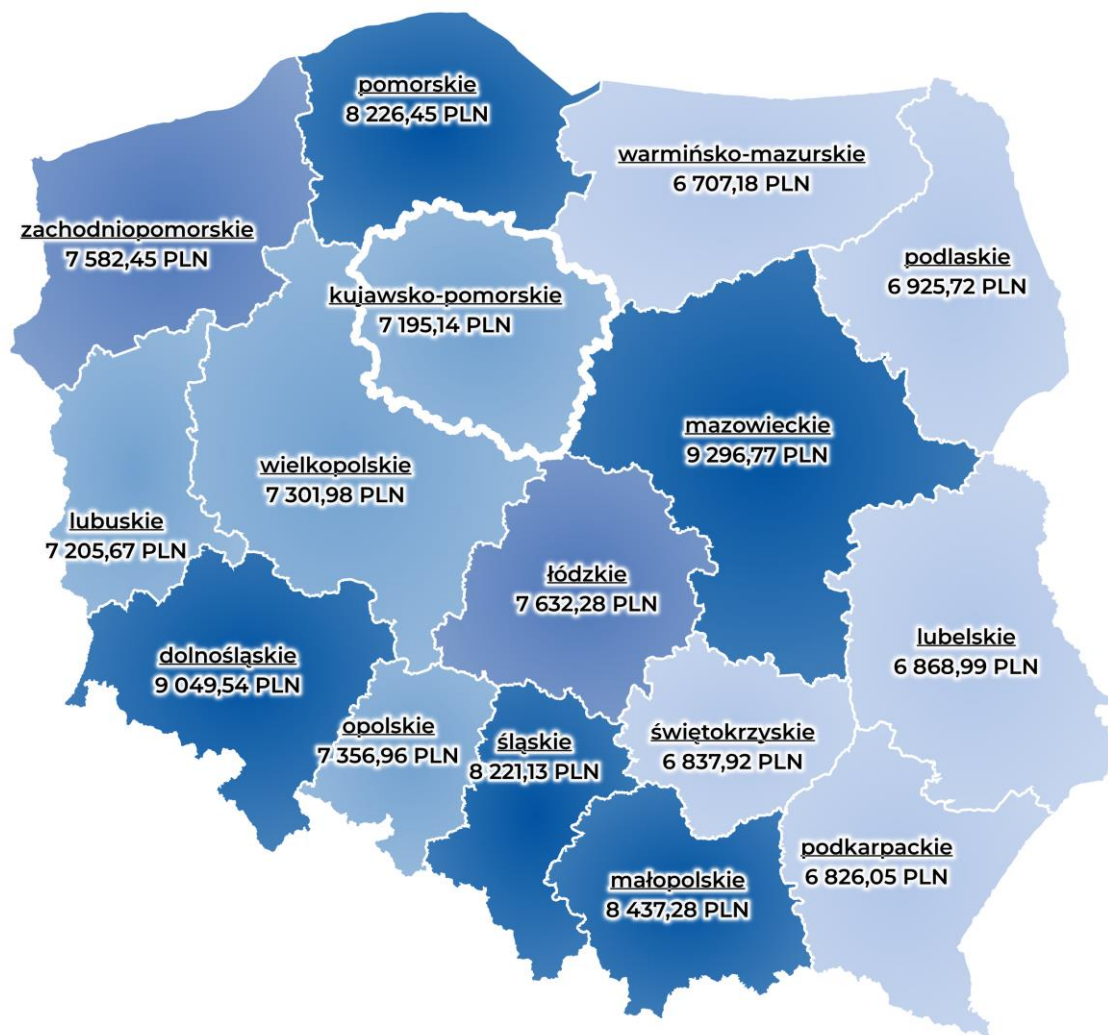 pomorskie
8 226,45 PLN
warmińsko-mazurskie
6 707,18 PLN
zachodniopomorskie
7 582,45 PLN
podlaskie
6 925,72 PLN
kujawsko-pomorskie
7 195,14 PLN
mazowieckie
9 296,77 PLN
wielkopolskie
7 301,98 PLN
lubuskie
7 205,67 PLN
łódzkie
7 632,28 PLN
lubelskie
6 868,99 PLN
dolnośląskie
9 049,54 PLN
opolskie
7 356,96 PLN
śląskie
8 221,13 PLN
świętokrzyskie
6 837,92 PLN
podkarpackie
6 826,05 PLN
małopolskie
8 437,28 PLN